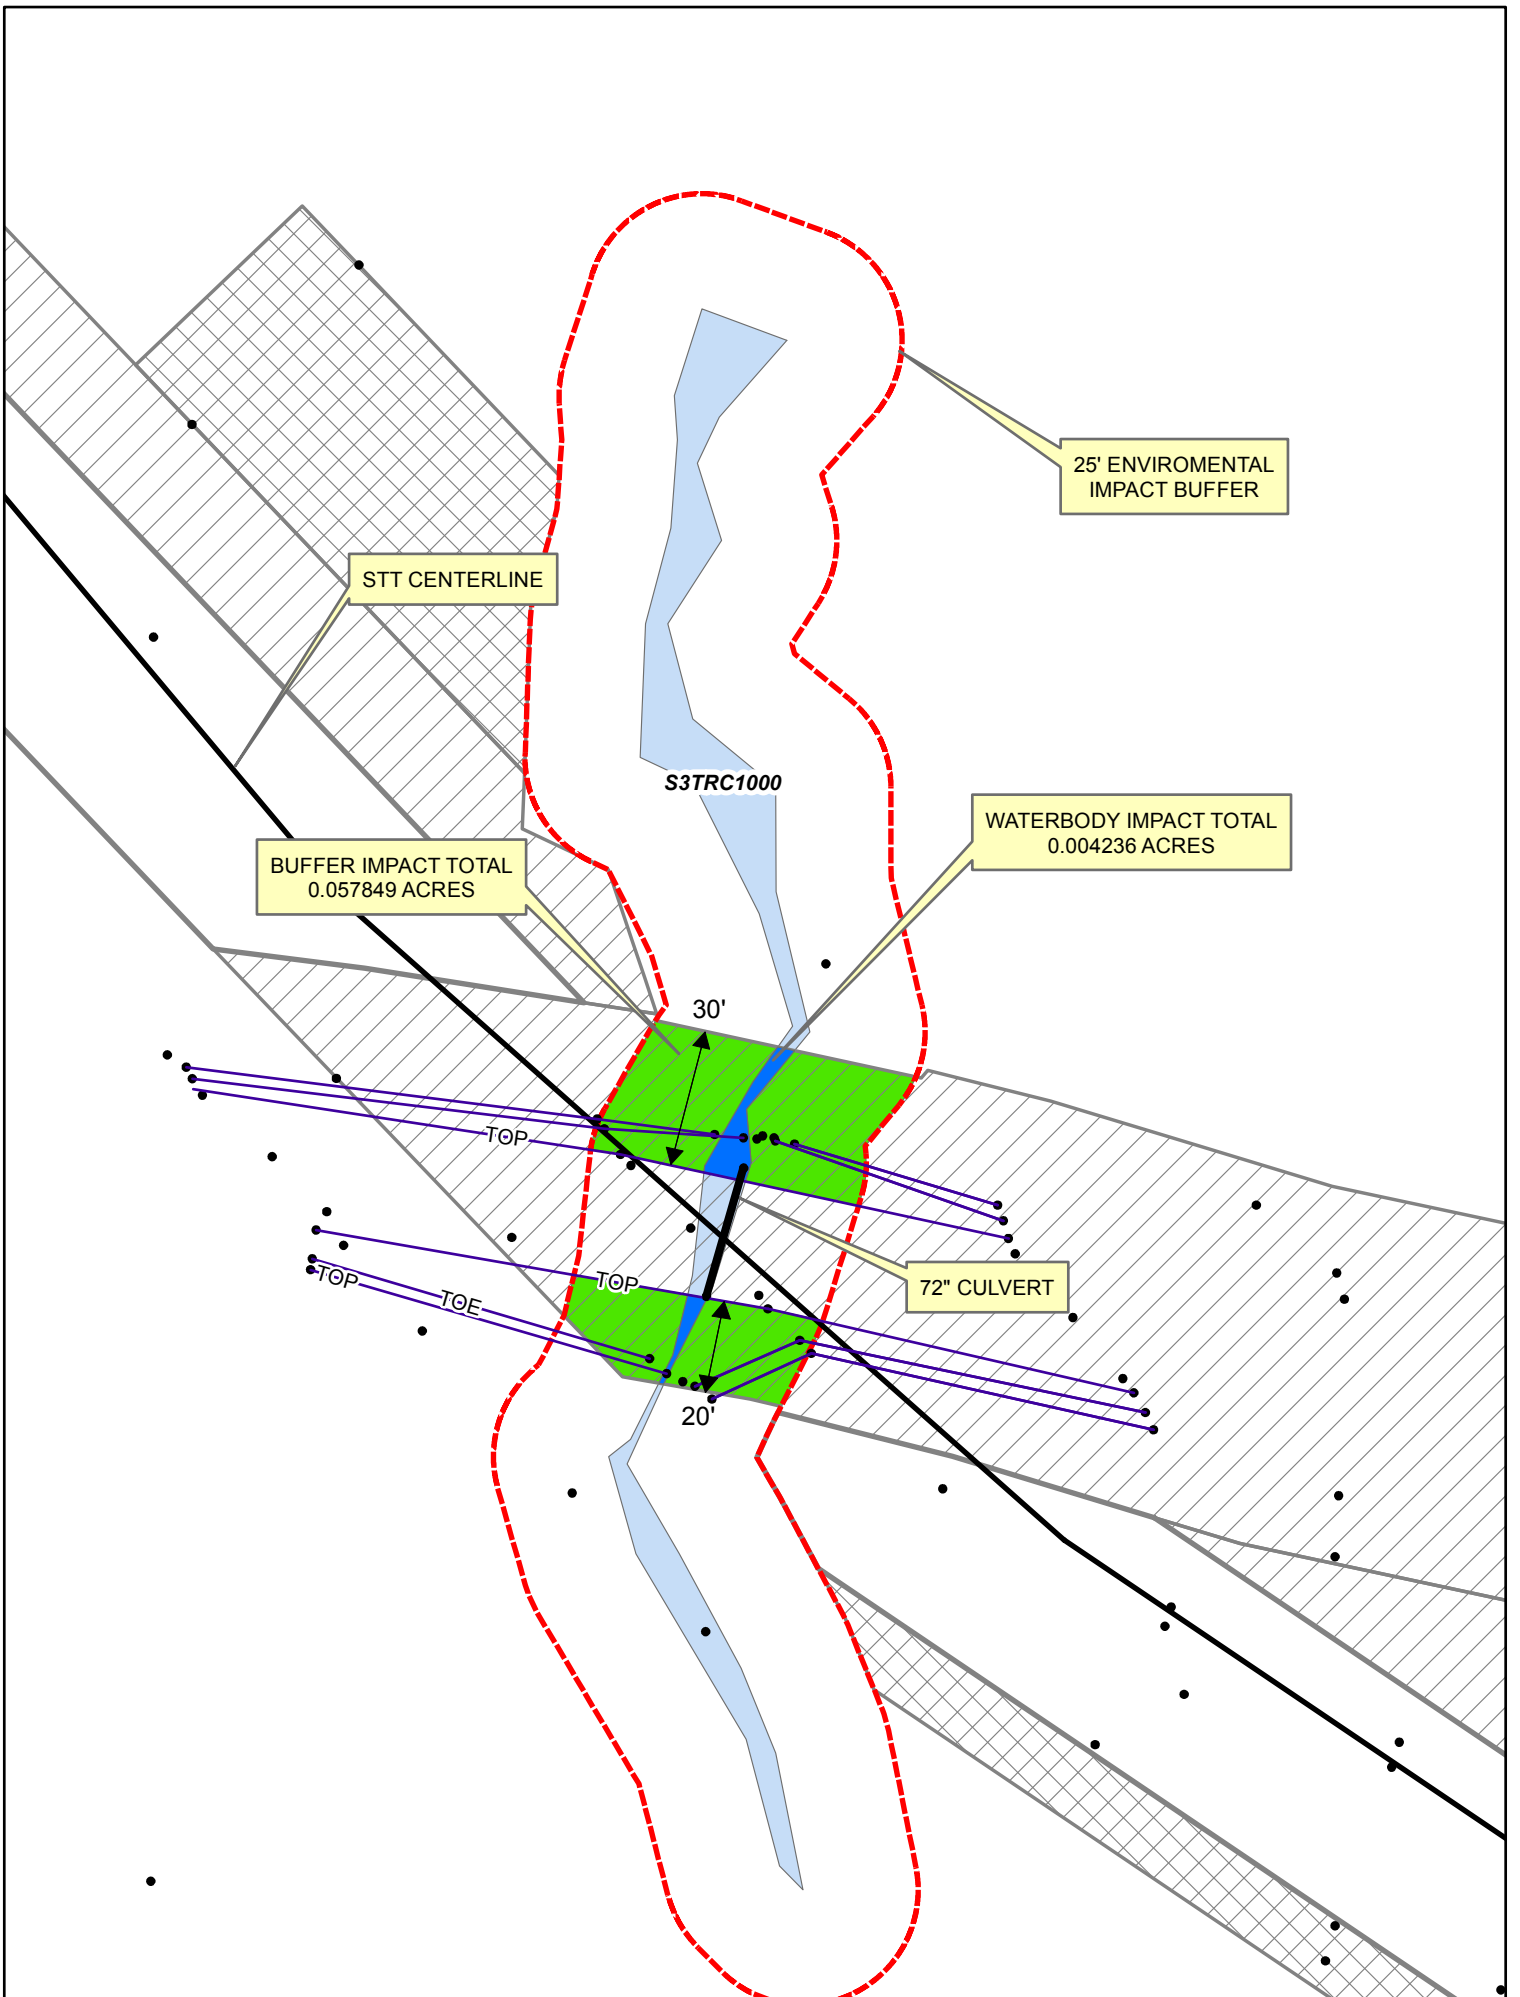 25' ENVIROMENTAL
IMPACT BUFFER
STT CENTERLINE
S3TRC1000
WATERBODY IMPACT TOTAL
0.004236 ACRES
BUFFER IMPACT TOTAL
0.057849 ACRES
30'
TOP
TOP
TOE
TOP
72" CULVERT
20'